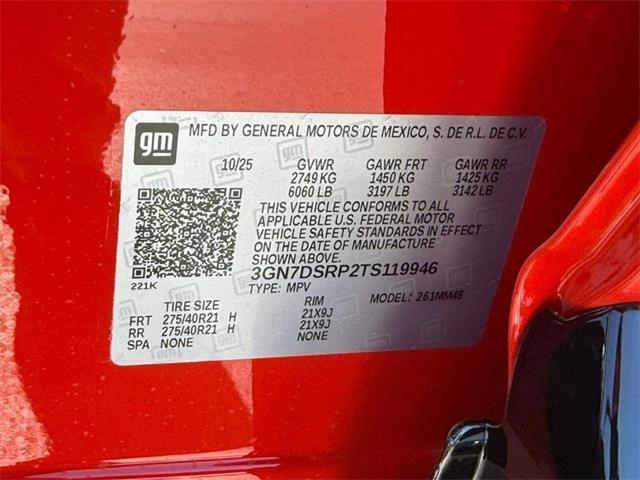 gm
MFD BY GENERAL MOTORS DE MEXICO, S. DE R.L. DE C.V.
10/25 GVWR GAWR FRT GAWR RR
2749 KG 1450 KG 1425 KG
6060 LB 3197 LB 3142 LB
THIS VEHICLE CONFORMS TO ALL
APPLICABLE U.S. FEDERAL MOTOR
VEHICLE SAFETY STANDARDS IN EFFECT
ON THE DATE OF MANUFACTURE
SHOWN ABOVE.
221K
3GN7DSRP2TS119946
TYPE: MPV MODEL: 261MM46
TIRE SIZE RIM
FRT 275/40R21 H 21X9J
RR 275/40R21 H 21X9J
SPA NONE NONE